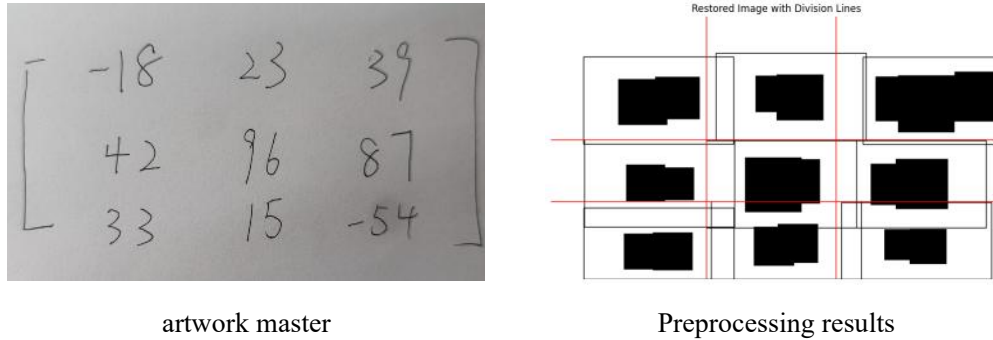 Restored Image with Division Lines
-18 23 39
42 96 87
33 15 -54
artwork master
Preprocessing results